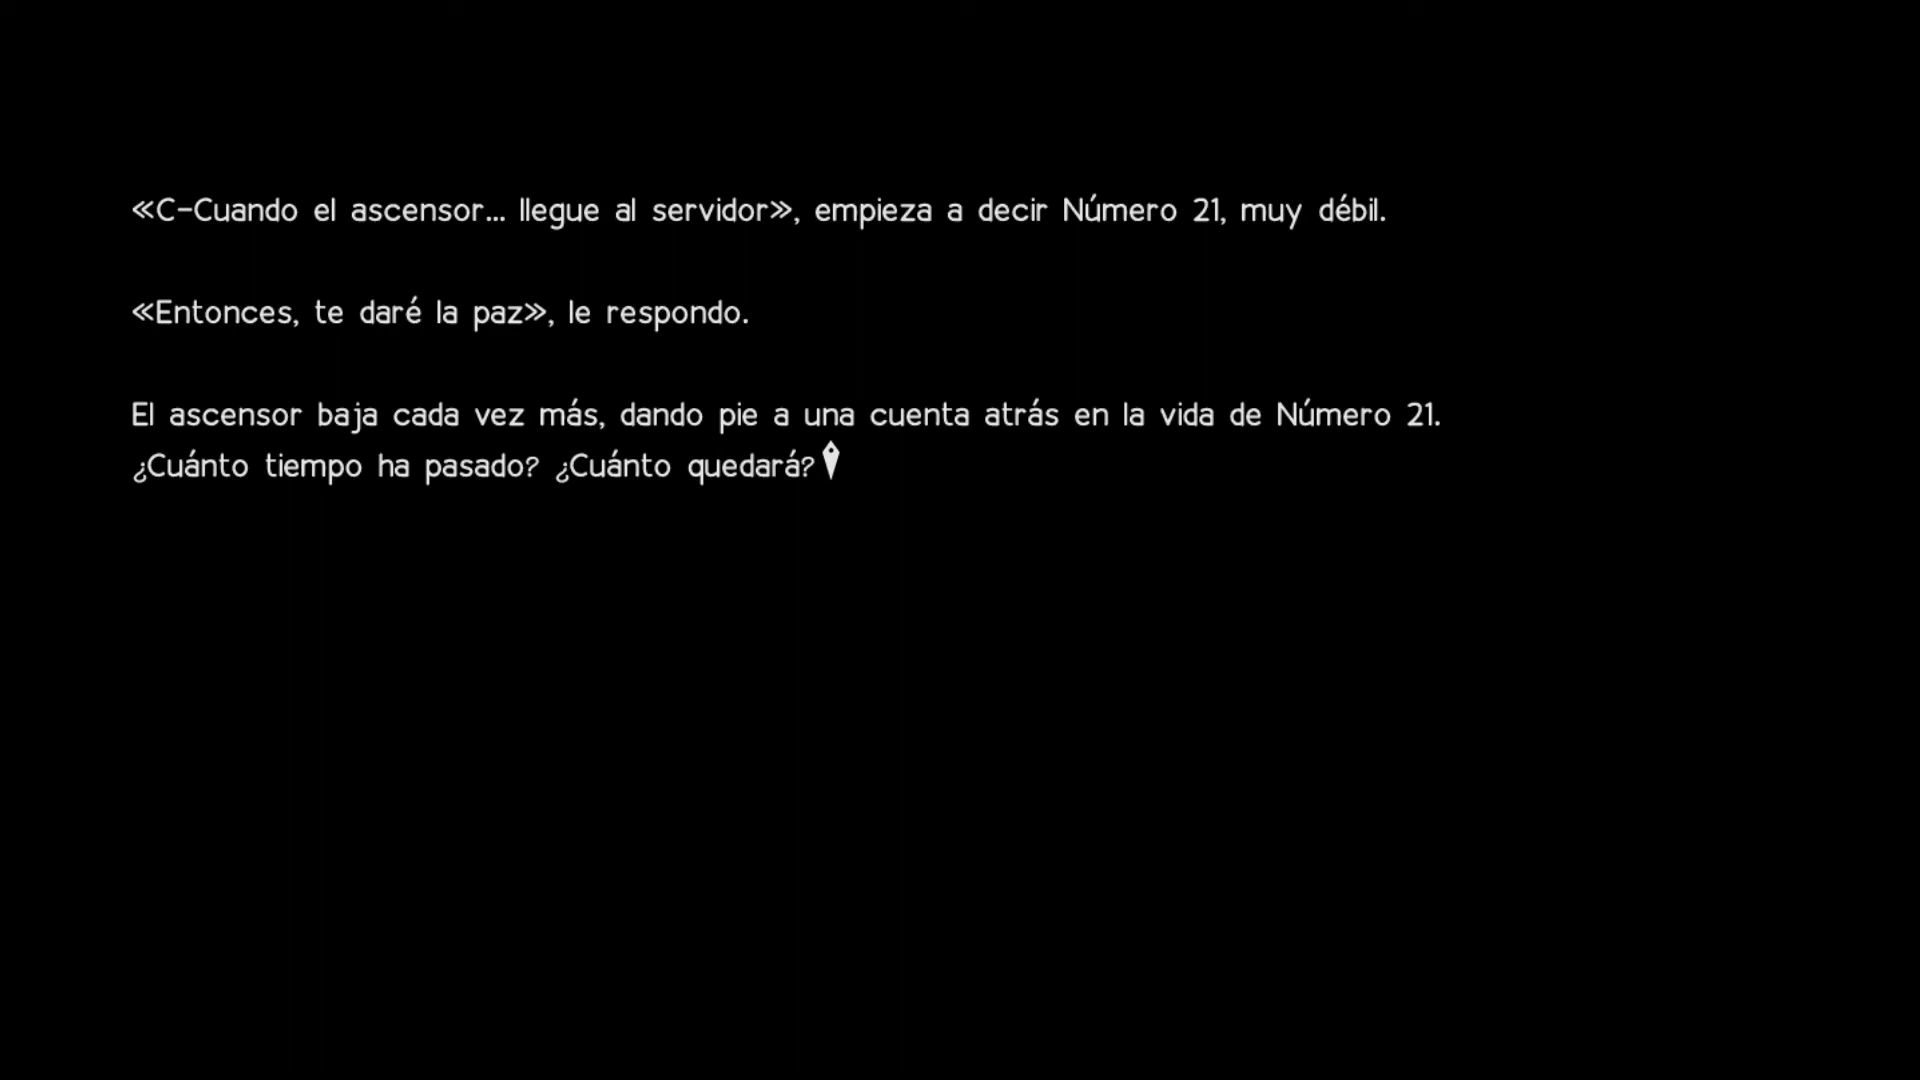 «C-Cuando el ascensor... llegue al servidor», empieza a decir Número 21, muy débil.
«Entonces, te daré la paz», le respondo.
El ascensor baja cada vez más, dando pie a una cuenta atrás en la vida de Número 21.
¿Cuánto tiempo ha pasado? ¿Cuánto quedará?